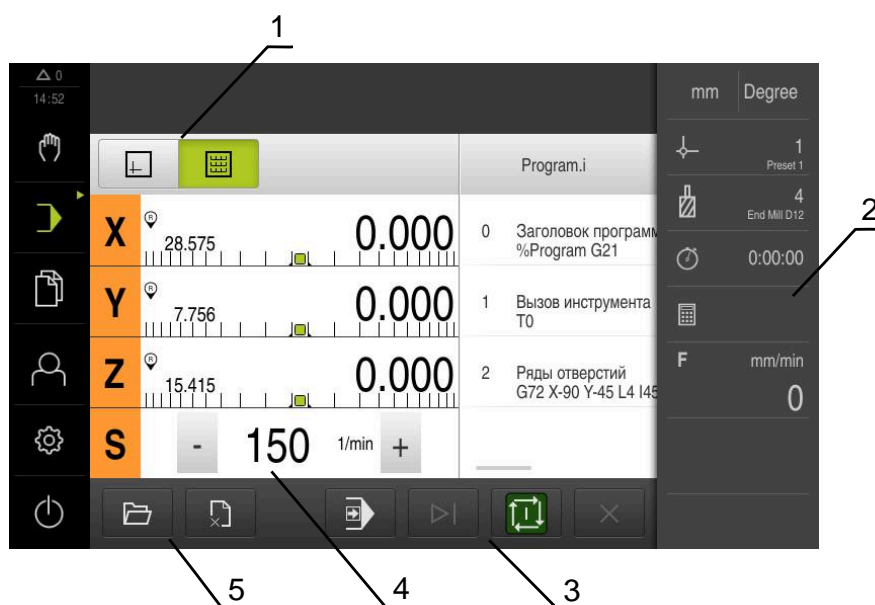 1
0
14:52
mm Degree
1
Preset 1
4
End Mill D12
2
0:00:00
F mm/min
0
Program.i
X R 28.575 0.000
Y R 7.756 0.000
Z R 15.415 0.000
S - 150 1/min +
0 Заголовок программ
%Program G21
1 Вызов инструмента
T0
2 Ряды отверстий
G72 X-90 Y-45 L4 I45
5
4
3